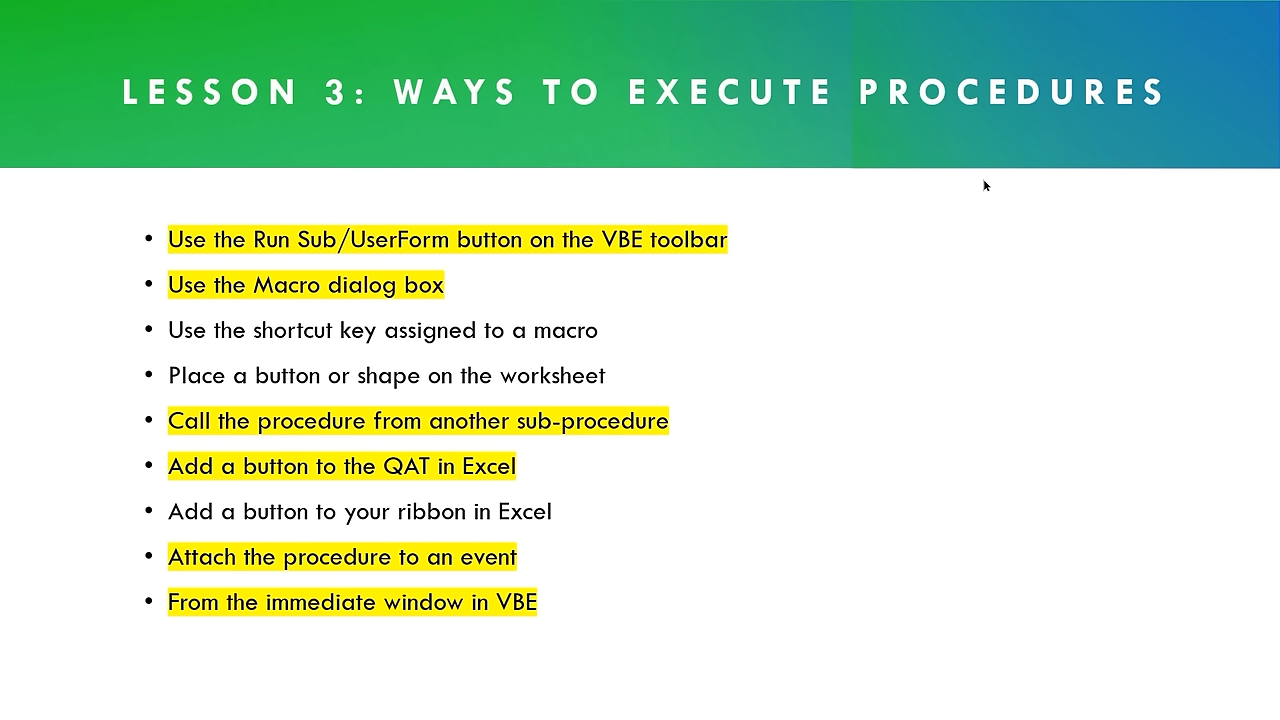 LESSON 3: WAYS TO EXECUTE PROCEDURES
• Use the Run Sub/UserForm button on the VBE toolbar
• Use the Macro dialog box
• Use the shortcut key assigned to a macro
• Place a button or shape on the worksheet
• Call the procedure from another sub-procedure
• Add a button to the QAT in Excel
• Add a button to your ribbon in Excel
• Attach the procedure to an event
• From the immediate window in VBE